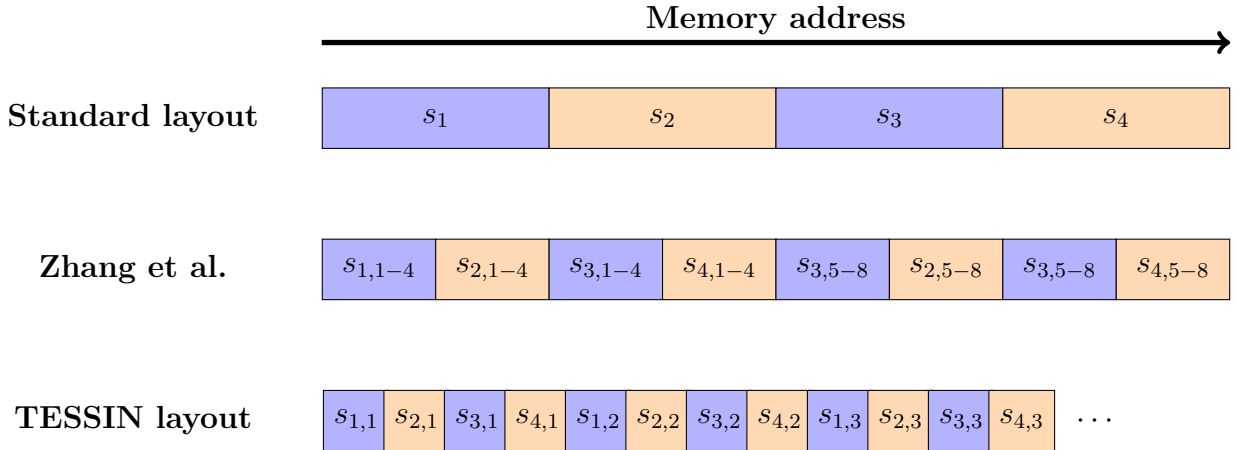 Memory address
Standard layout s₁ s₂ s₃ s₄
Zhang et al. s₁,₁₋₄ s₂,₁₋₄ s₃,₁₋₄ s₄,₁₋₄ s₃,₅₋₈ s₂,₅₋₈ s₃,₅₋₈ s₄,₅₋₈
TESSIN layout s₁,₁ s₂,₁ s₃,₁ s₄,₁ s₁,₂ s₂,₂ s₃,₂ s₄,₂ s₁,₃ s₂,₃ s₃,₃ s₄,₃ ...